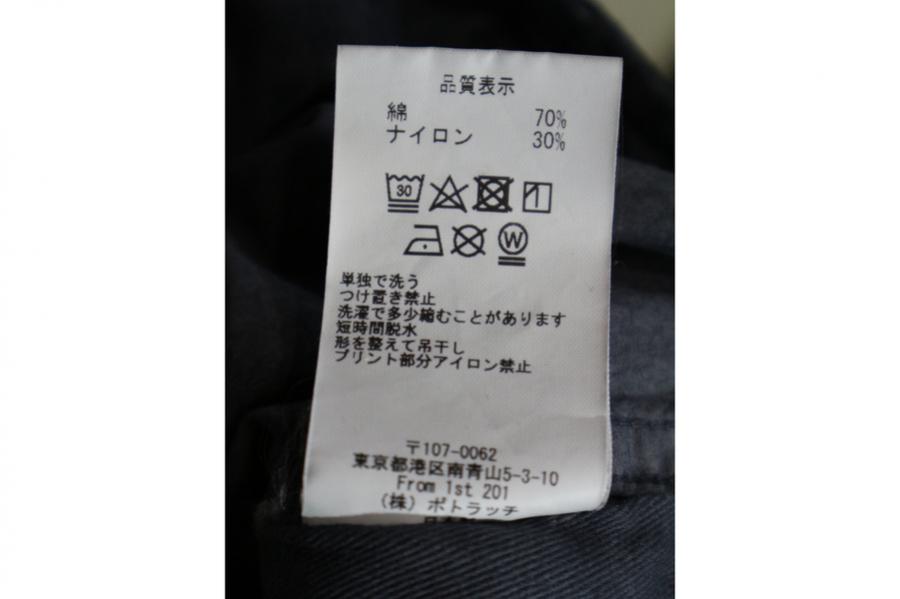 品質表示
綿 70%
ナイロン 30%
30
W
単独で洗う
つけ置き禁止
洗濯で多少縮むことがあります
短時間脱水
形を整えて吊干し
プリント部分アイロン禁止
〒107-0062
東京都港区南青山5-3-10
From 1st 201
(株) ポトラッチ